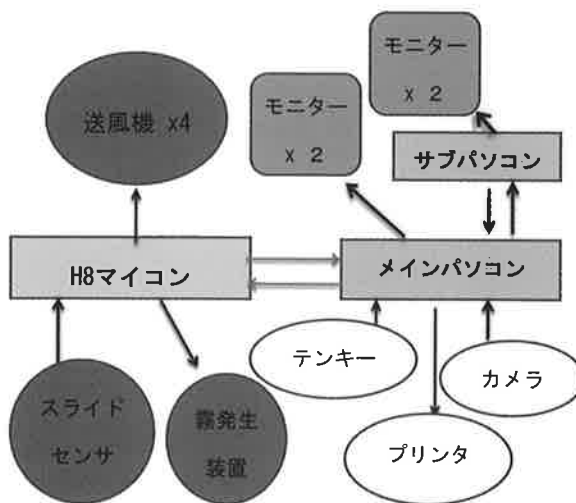 モニター
x 2
モニター
x 2
送風機 x4
サブパソコン
H8マイコン
メインパソコン
テンキー
カメラ
スライド
センサ
霧発生
装置
プリンタ